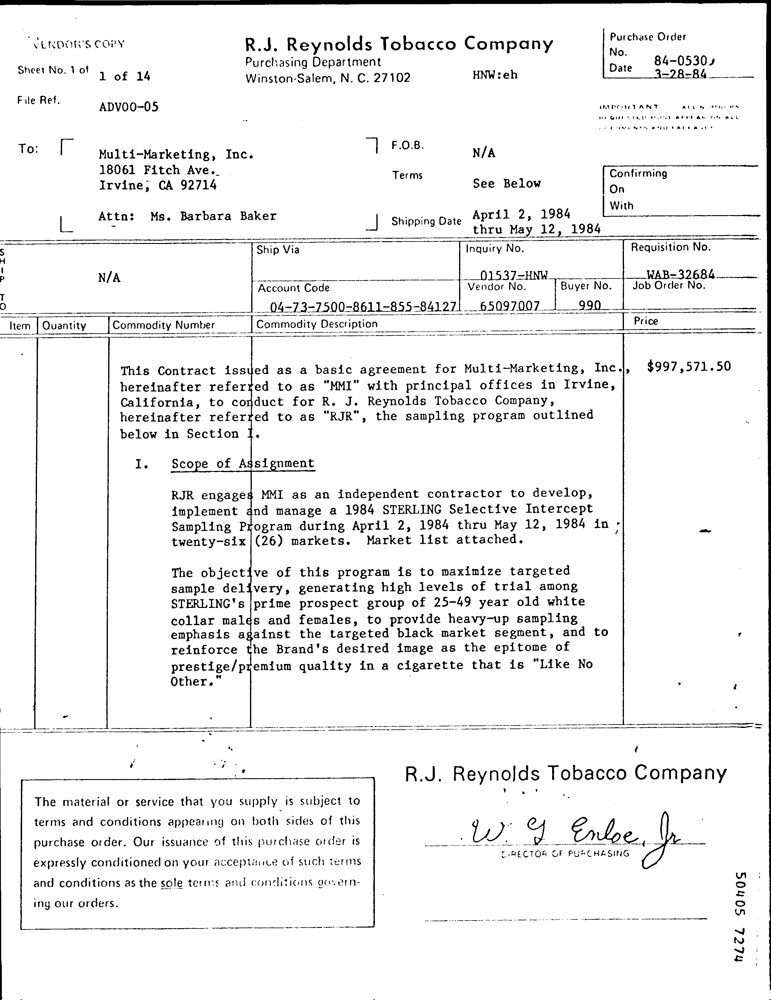 VENDOR'S COPY
R.J. Reynolds Tobacco Company
Purchasing Department
Winston-Salem, N. C. 27102
HNW:eh
Purchase Order
No. 84-0530
Date 3-28-84
Sheet No. 1 of 1 of 14
File Ref. ADV00-05
IMPORTANT
To:
Multi-Marketing, Inc.
18061 Fitch Ave.
Irvine, CA 92714
Attn: Ms. Barbara Baker
F.O.B. N/A
Terms See Below
Shipping Date April 2, 1984
thru May 12, 1984
Confirming
On
With
SHIP TO
N/A
Ship Via
Inquiry No.
01537-HNW
Requisition No.
WAB-32684
Account Code
04-73-7500-8611-855-84127
Vendor No.
65097007
Buyer No.
990
Job Order No.
Item Quantity Commodity Number Commodity Description Price
This Contract issued as a basic agreement for Multi-Marketing, Inc., $997,571.50
hereinafter referred to as "MMI" with principal offices in Irvine,
California, to conduct for R. J. Reynolds Tobacco Company,
hereinafter referred to as "RJR", the sampling program outlined
below in Section I.
I. Scope of Assignment
RJR engages MMI as an independent contractor to develop,
implement and manage a 1984 STERLING Selective Intercept
Sampling Program during April 2, 1984 thru May 12, 1984 in
twenty-six (26) markets. Market list attached.
The objective of this program is to maximize targeted
sample delivery, generating high levels of trial among
STERLING's prime prospect group of 25-49 year old white
collar males and females, to provide heavy-up sampling
emphasis against the targeted black market segment, and to
reinforce the Brand's desired image as the epitome of
prestige/premium quality in a cigarette that is "Like No
Other."
The material or service that you supply is subject to
terms and conditions appearing on both sides of this
purchase order. Our issuance of this purchase order is
expressly conditioned on your acceptance of such terms
and conditions as the sole terms and conditions govern-
ing our orders.
R.J. Reynolds Tobacco Company
W. G Enloe, Jr
DIRECTOR OF PURCHASING
50405 7274